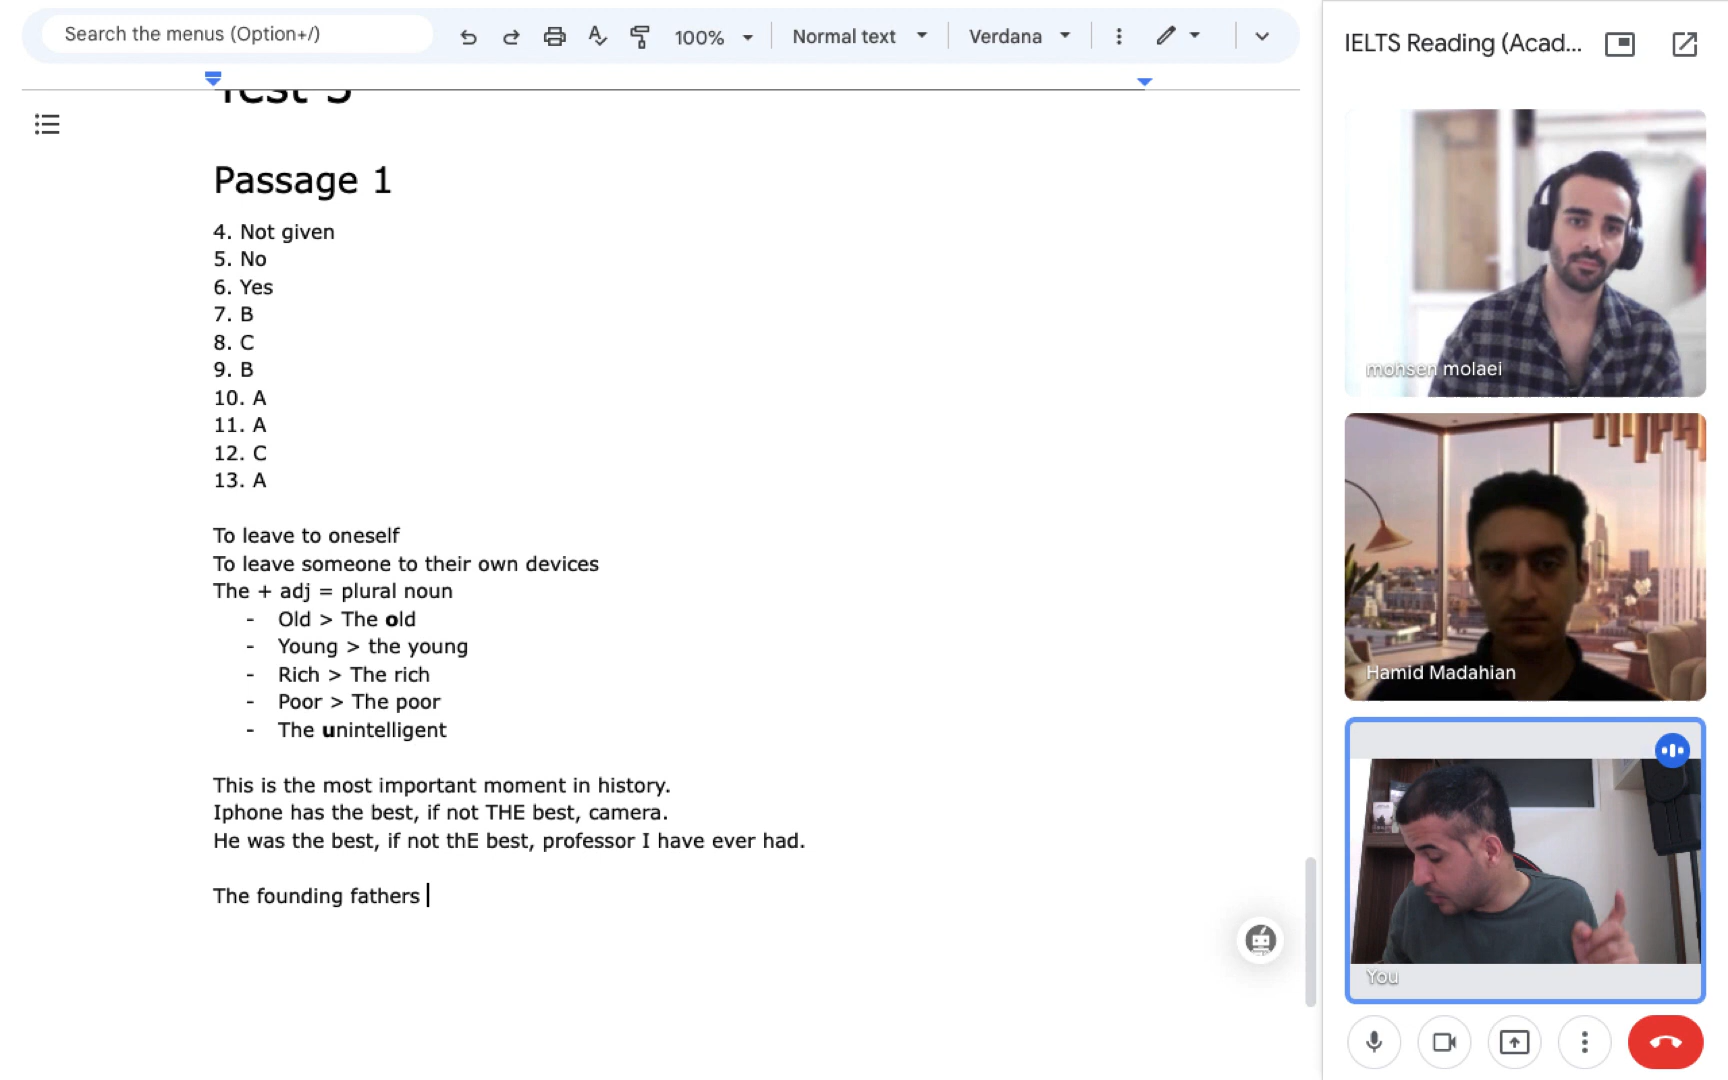 Search the menus (Option+/)
100%
Normal text
Verdana
IELTS Reading (Acad...
Passage 1
4. Not given
5. No
6. Yes
7. B
8. C
9. B
10. A
11. A
12. C
13. A
To leave to oneself
To leave someone to their own devices
The + adj = plural noun
- Old > The old
- Young > the young
- Rich > The rich
- Poor > The poor
- The unintelligent
This is the most important moment in history.
Iphone has the best, if not THE best, camera.
He was the best, if not thE best, professor I have ever had.
The founding fathers
mohsen molaei
Hamid Madahian
You